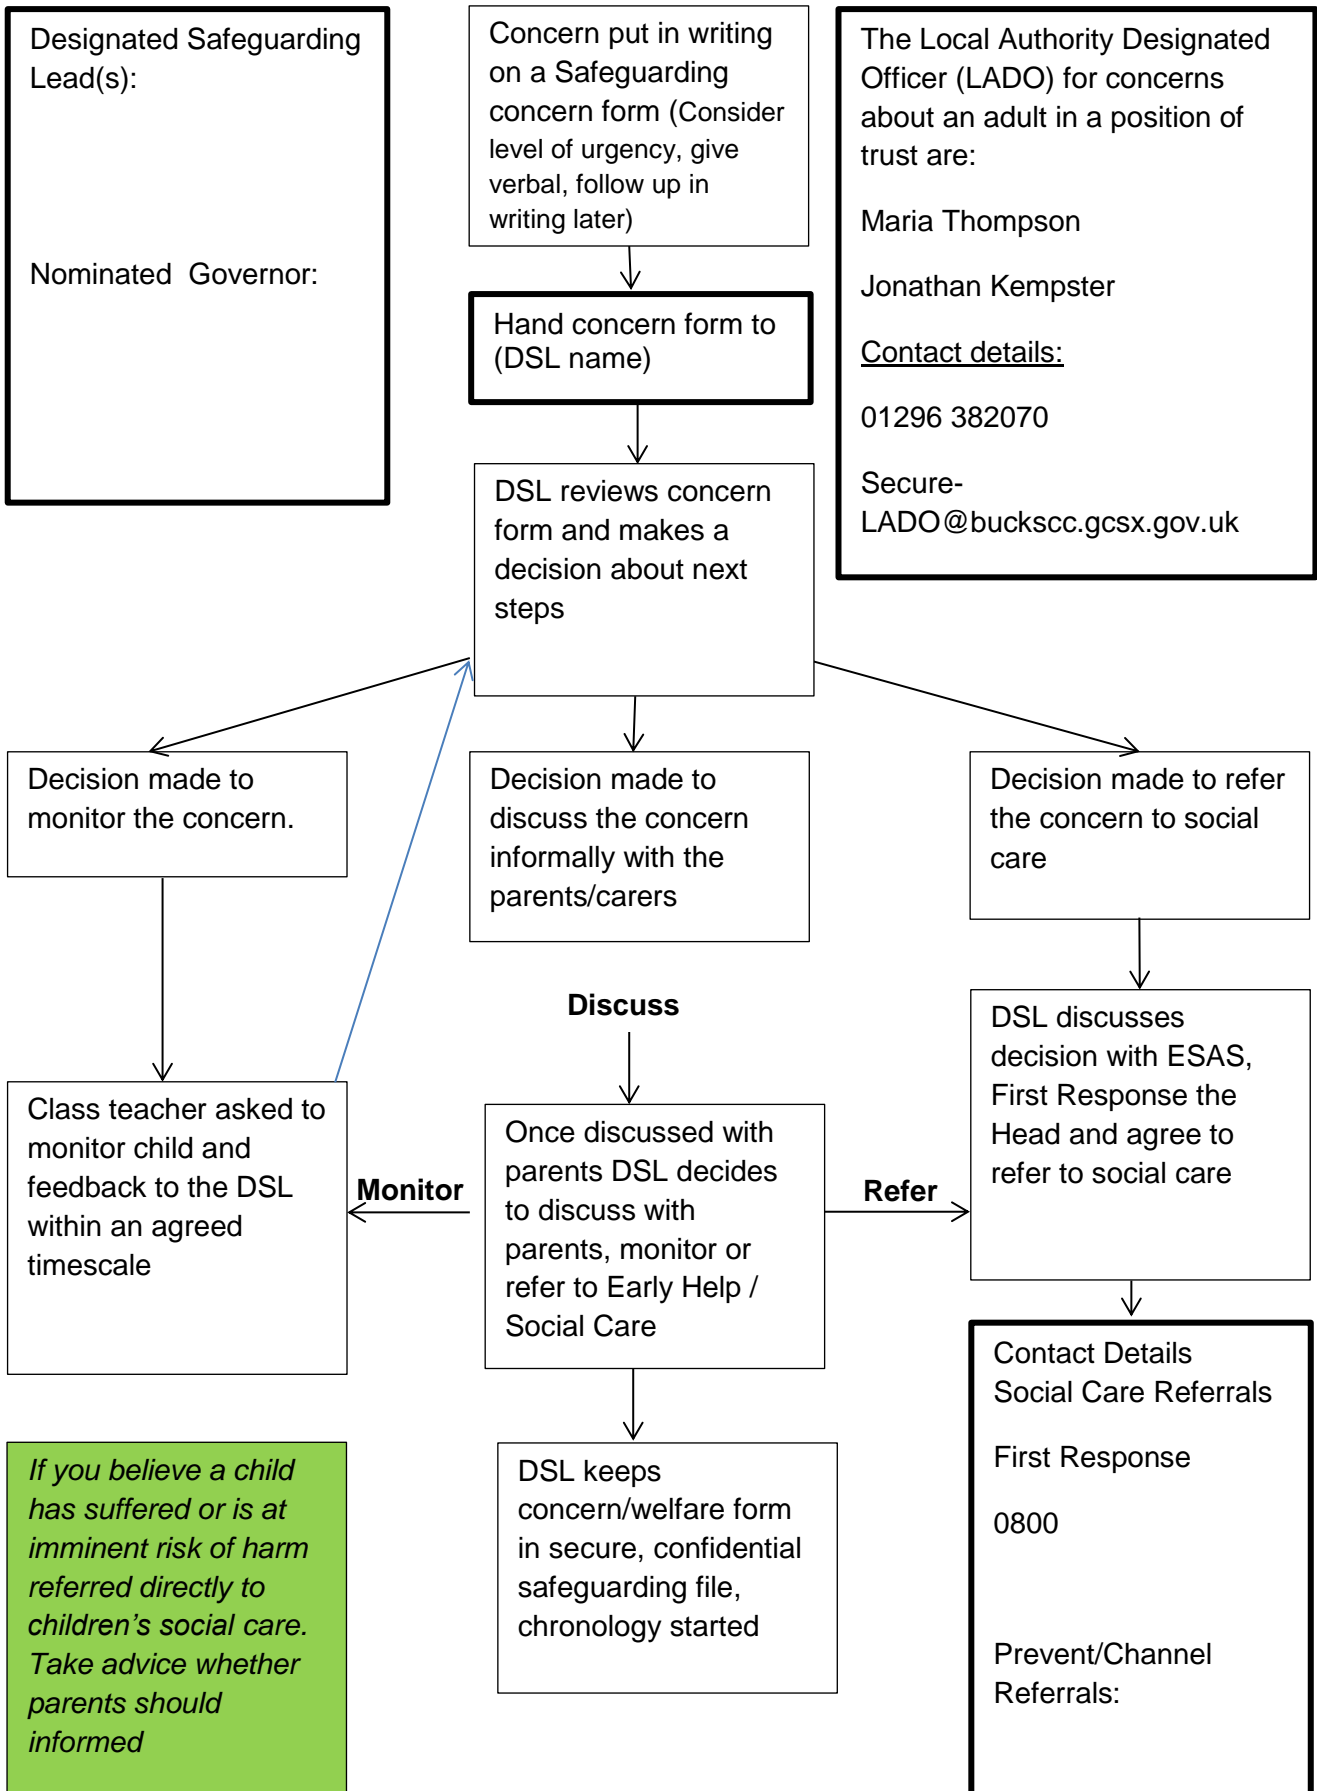 Designated Safeguarding
Lead(s):
Nominated  Governor:
Concern put in writing
on a Safeguarding
concern form (Consider
level of urgency, give
verbal, follow up in
writing later)
The Local Authority Designated
Officer (LADO) for concerns
about an adult in a position of
trust are:
Maria Thompson
Jonathan Kempster
Contact details:
01296 382070
Secure-
LADO@buckscc.gcsx.gov.uk
Hand concern form to
(DSL name)
DSL reviews concern
form and makes a
decision about next
steps
Decision made to
monitor the concern.
Decision made to
discuss the concern
informally with the
parents/carers
Decision made to refer
the concern to social
care
Discuss
Class teacher asked to
monitor child and
feedback to the DSL
within an agreed
timescale
Monitor
Once discussed with
parents DSL decides
to discuss with
parents, monitor or
refer to Early Help /
Social Care
Refer
DSL discusses
decision with ESAS,
First Response the
Head and agree to
refer to social care
If you believe a child
has suffered or is at
imminent risk of harm
referred directly to
children’s social care.
Take advice whether
parents should
informed
DSL keeps
concern/welfare form
in secure, confidential
safeguarding file,
chronology started
Contact Details
Social Care Referrals
First Response
0800
Prevent/Channel
Referrals: